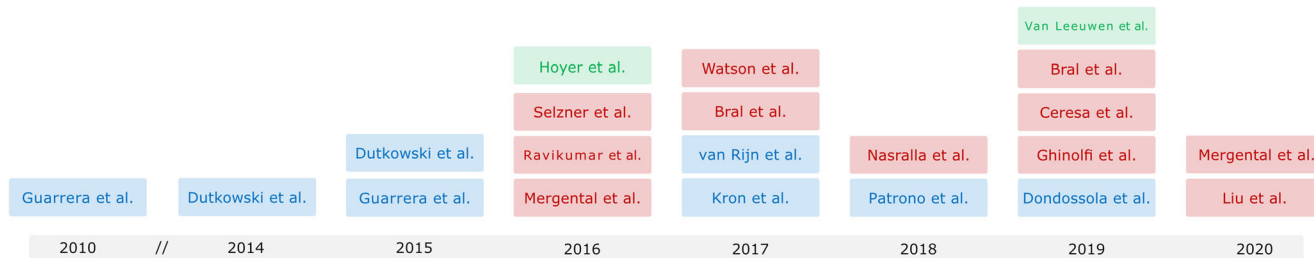 Van Leeuwen et al.
Hoyer et al.
Watson et al.
Bral et al.
Selzner et al.
Bral et al.
Ceresa et al.
Dutkowski et al.
Ravikumar et al.
van Rijn et al.
Nasralla et al.
Ghinolfi et al.
Mergental et al.
Guarrera et al.
Dutkowski et al.
Guarrera et al.
Mergental et al.
Kron et al.
Patrono et al.
Dondossola et al.
Liu et al.
2010 // 2014 2015 2016 2017 2018 2019 2020